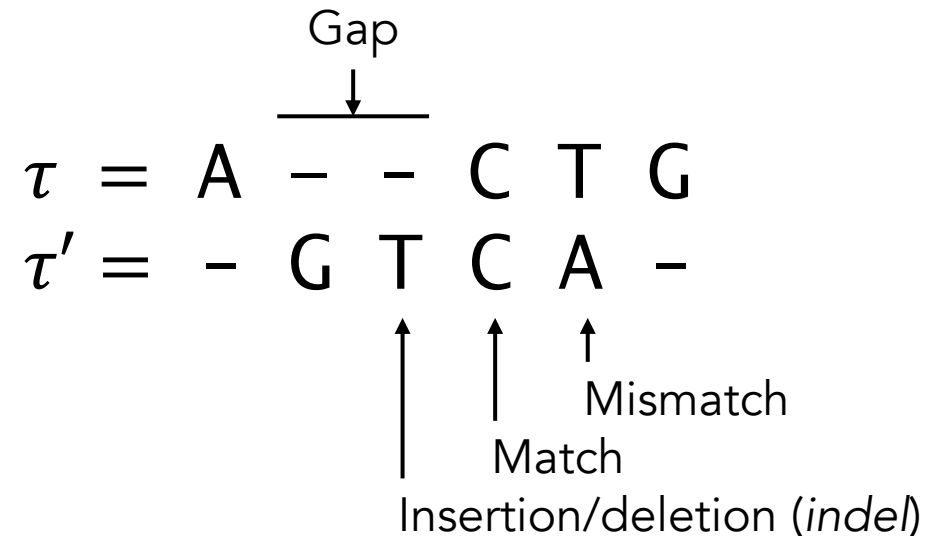 Gap
τ = A – - C T G
τ′ = - G T C A –
Mismatch
Match
Insertion/deletion (indel)